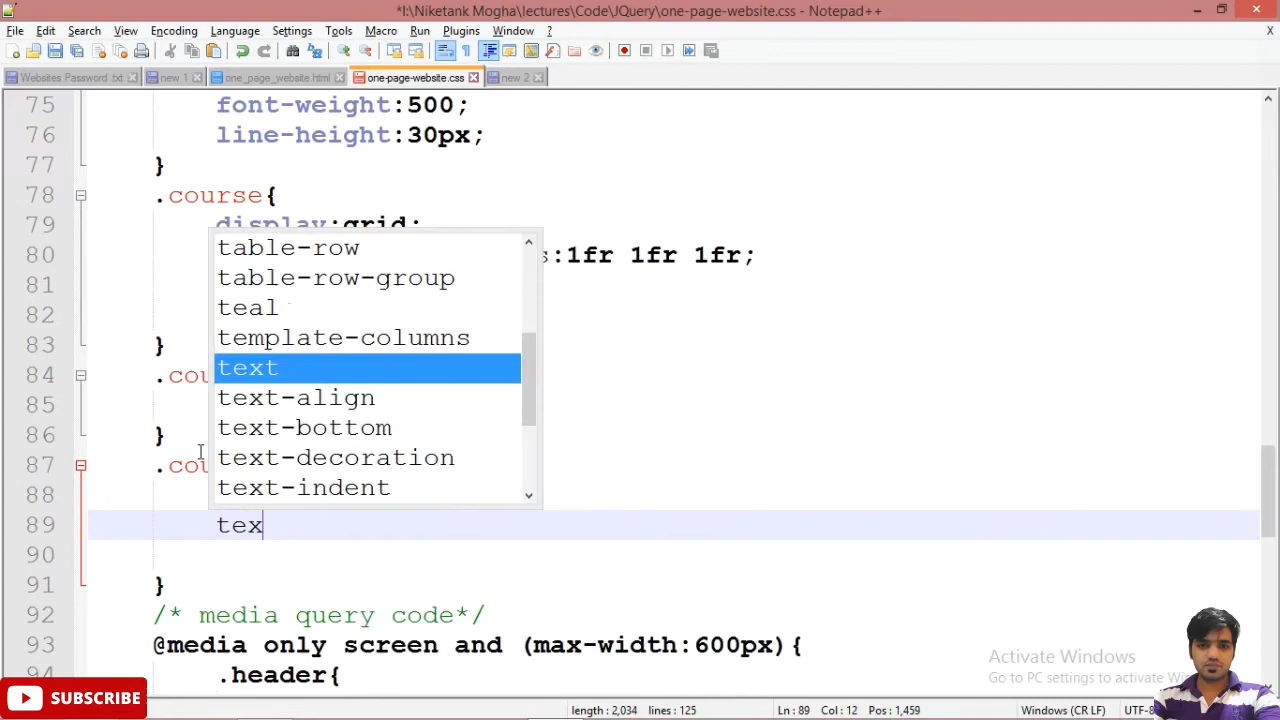 *I:\Niketank Mogha\lectures\Code\JQuery\one-page-website.css - Notepad++
File Edit Search View Encoding Language Settings Tools Macro Run Plugins Window ? X
Websites Password .txt new 1 one_page_website.html one-page-website.css new 2
75 font-weight:500;
76 line-height:30px;
77 }
78 .course{
79 display:grid;
80 s:1fr 1fr 1fr;
81
82
83 }
84 .cou
85
86 }
87 .cou
88
89 tex
90
91 }
92 /* media query code*/
93 @media only screen and (max-width:600px){
94 .header{
table-row
table-row-group
teal
template-columns
text
text-align
text-bottom
text-decoration
text-indent
Activate Windows
Go to PC settings to activate Win
SUBSCRIBE
length : 2,034 lines : 125 Ln : 89 Col : 12 Pos : 1,459 Windows (CR LF) UTF-8